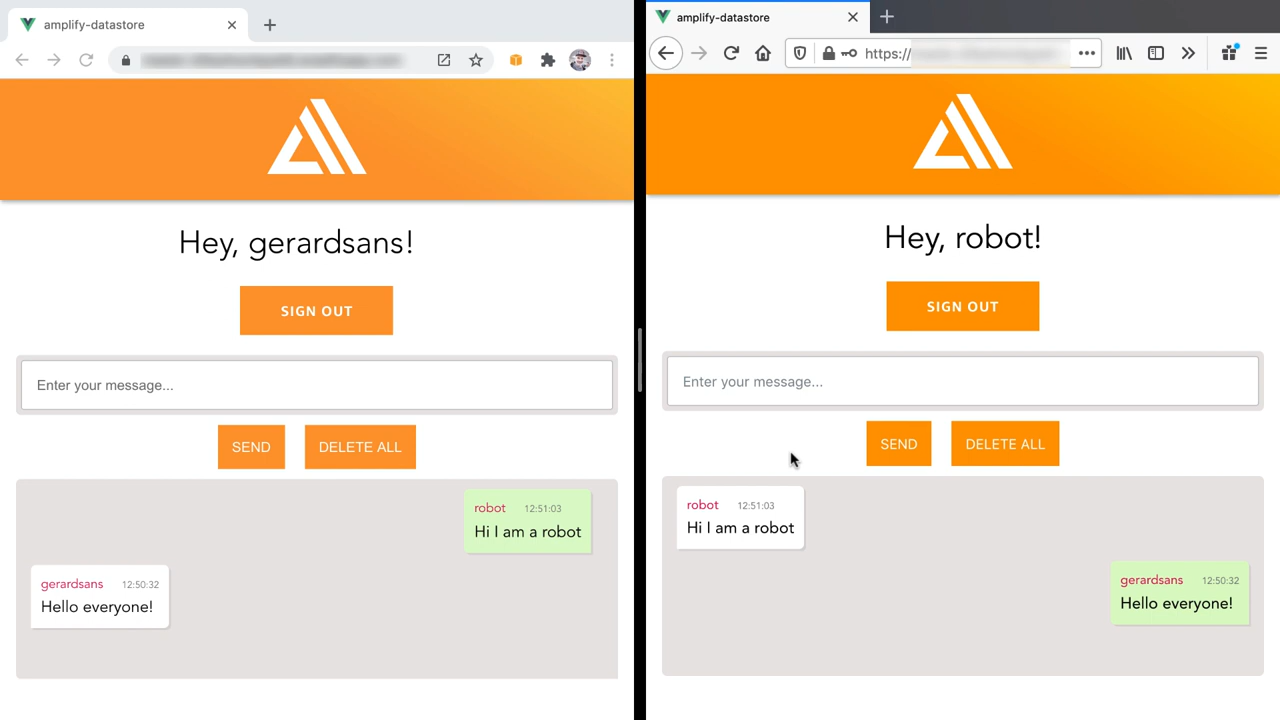 amplify-datastore
Hey, gerardsans!
SIGN OUT
Enter your message...
SEND DELETE ALL
robot 12:51:03
Hi I am a robot
gerardsans 12:50:32
Hello everyone!
amplify-datastore
https://
Hey, robot!
SIGN OUT
Enter your message...
SEND DELETE ALL
robot 12:51:03
Hi I am a robot
gerardsans 12:50:32
Hello everyone!